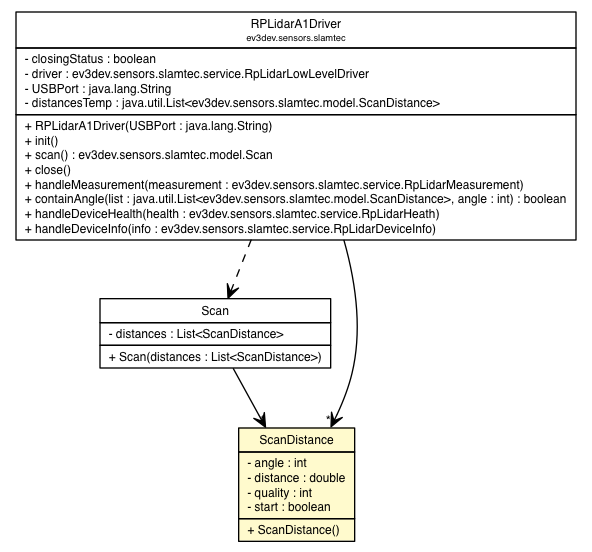 RPLidarA1Driver
ev3dev.sensors.slamtec
- closingStatus : boolean
- driver : ev3dev.sensors.slamtec.service.RpLidarLowLevelDriver
- USBPort : java.lang.String
- distancesTemp : java.util.List<ev3dev.sensors.slamtec.model.ScanDistance>
+ RPLidarA1Driver(USBPort : java.lang.String)
+ init()
+ scan() : ev3dev.sensors.slamtec.model.Scan
+ close()
+ handleMeasurement(measurement : ev3dev.sensors.slamtec.service.RpLidarMeasurement)
+ containAngle(list : java.util.List<ev3dev.sensors.slamtec.model.ScanDistance>, angle : int) : boolean
+ handleDeviceHealth(health : ev3dev.sensors.slamtec.service.RpLidarHeath)
+ handleDeviceInfo(info : ev3dev.sensors.slamtec.service.RpLidarDeviceInfo)
Scan
- distances : List<ScanDistance>
+ Scan(distances : List<ScanDistance>)
*
ScanDistance
- angle : int
- distance : double
- quality : int
- start : boolean
+ ScanDistance()